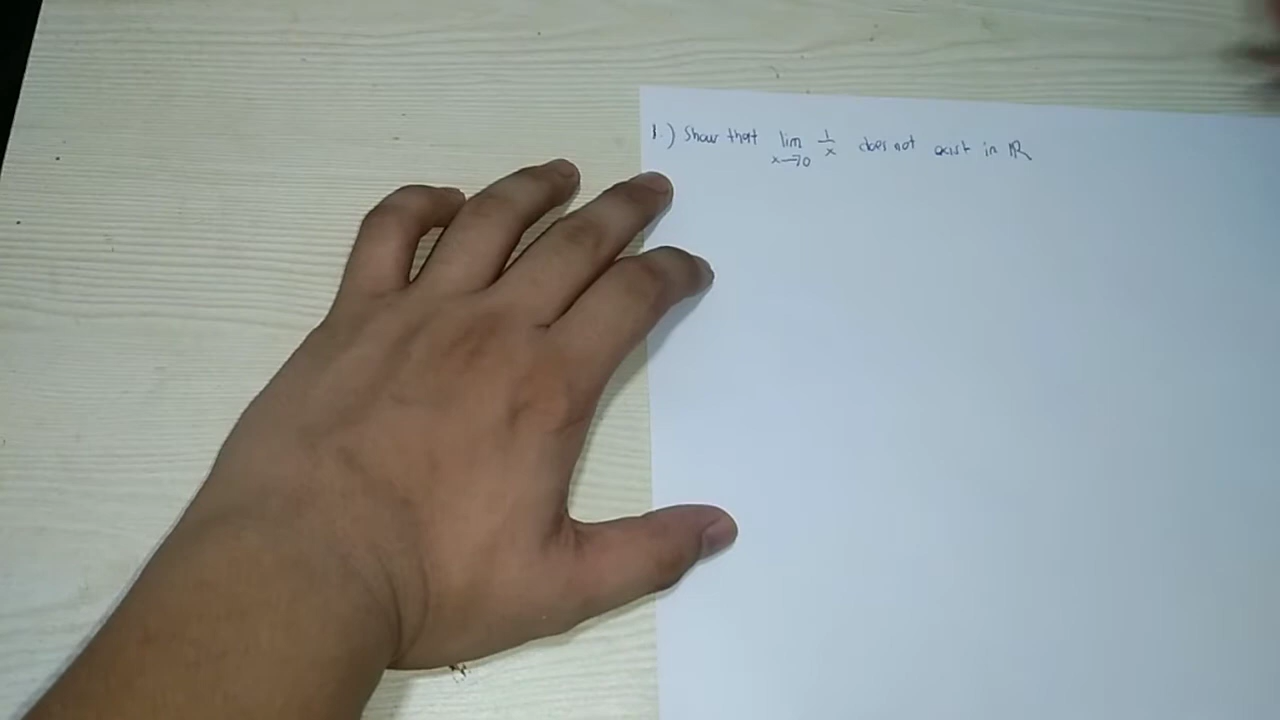 1.) Show that lim x→0 1/x does not exist in ℝ